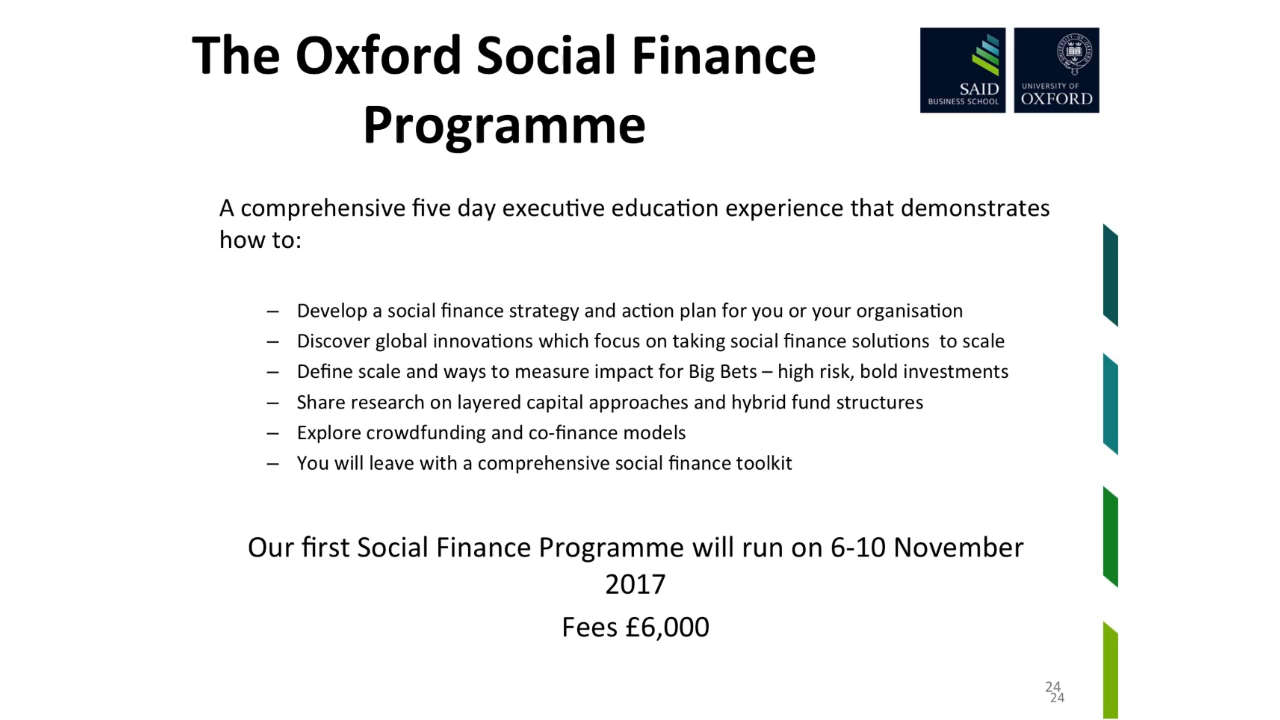 The Oxford Social Finance
Programme
SAID
BUSINESS SCHOOL
UNIVERSITY OF
OXFORD
A comprehensive five day executive education experience that demonstrates
how to:
– Develop a social finance strategy and action plan for you or your organisation
– Discover global innovations which focus on taking social finance solutions  to scale
– Define scale and ways to measure impact for Big Bets – high risk, bold investments
– Share research on layered capital approaches and hybrid fund structures
– Explore crowdfunding and co-finance models
– You will leave with a comprehensive social finance toolkit
Our first Social Finance Programme will run on 6-10 November
2017
Fees £6,000
24
24